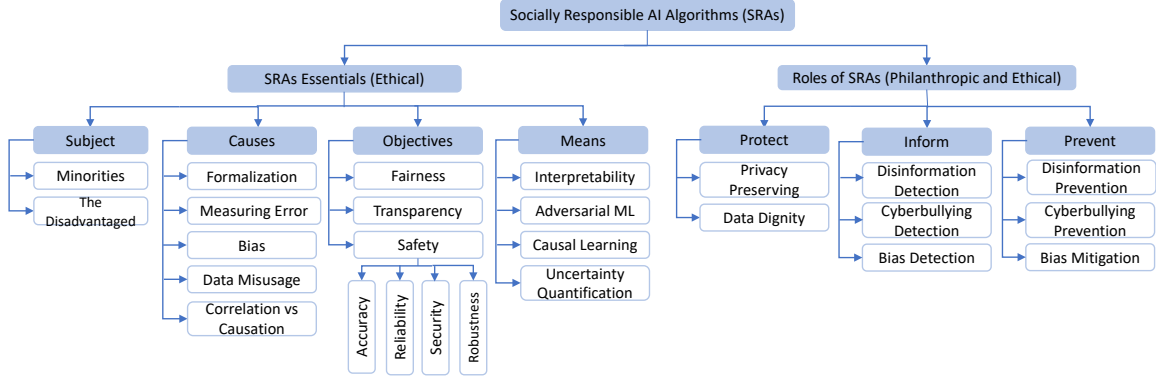 Socially Responsible AI Algorithms (SRAs)
SRAs Essentials (Ethical)
Roles of SRAs (Philanthropic and Ethical)
Subject
Causes
Objectives
Means
Protect
Inform
Prevent
Minorities
The
Disadvantaged
Formalization
Measuring Error
Bias
Data Misusage
Correlation vs
Causation
Fairness
Transparency
Safety
Accuracy
Reliability
Security
Robustness
Interpretability
Adversarial ML
Causal Learning
Uncertainty
Quantification
Privacy
Preserving
Data Dignity
Disinformation
Detection
Cyberbullying
Detection
Bias Detection
Disinformation
Prevention
Cyberbullying
Prevention
Bias Mitigation